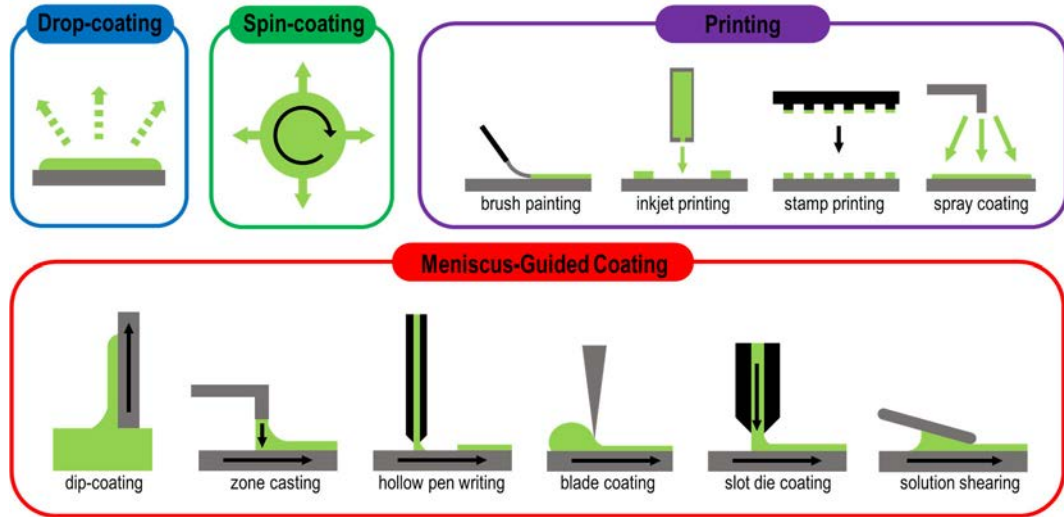 Drop-coating
Spin-coating
Printing
brush painting
inkjet printing
stamp printing
spray coating
Meniscus-Guided Coating
dip-coating
zone casting
hollow pen writing
blade coating
slot die coating
solution shearing